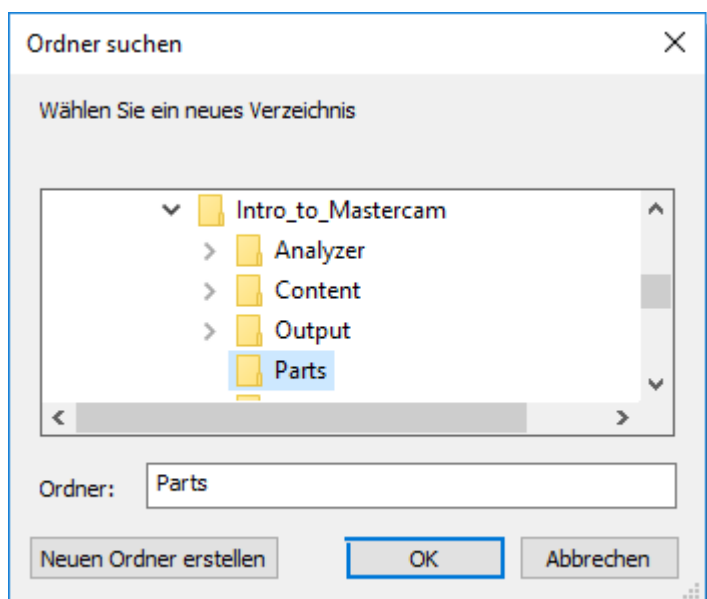 Ordner suchen
Wählen Sie ein neues Verzeichnis
Intro_to_Mastercam
Analyzer
Content
Output
Parts
Ordner: Parts
Neuen Ordner erstellen OK Abbrechen